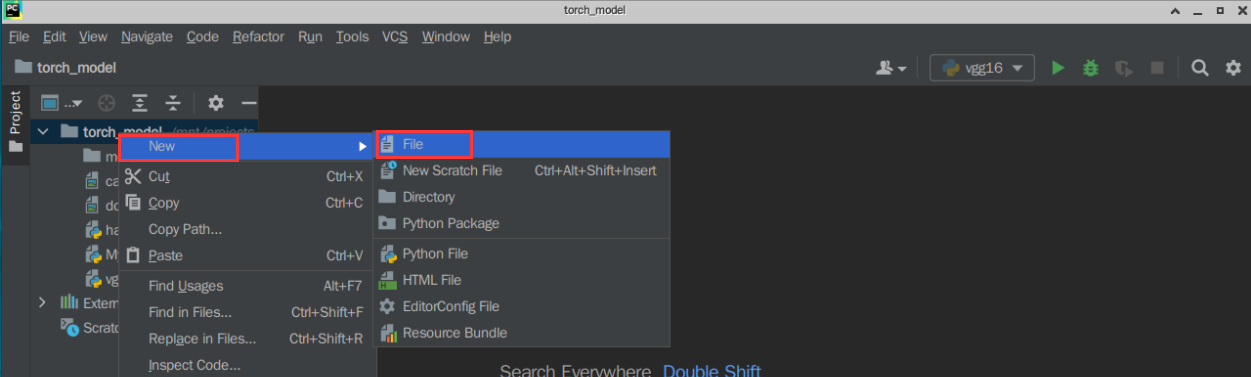 PC
torch_model
File Edit View Navigate Code Refactor Run Tools VCS Window Help
torch_model
vgg16
Project
...
torch_model /mnt/projects
New
File
m
Cut Ctrl+X
New Scratch File Ctrl+Alt+Shift+Insert
ca
Copy Ctrl+C
Directory
do
Copy Path...
Python Package
ha
Paste Ctrl+V
Python File
M
Find Usages Alt+F7
HTML File
vg
Find in Files... Ctrl+Shift+F
EditorConfig File
Extern
Replace in Files... Ctrl+Shift+R
Resource Bundle
Scratc
Inspect Code...
Search Everywhere Double Shift